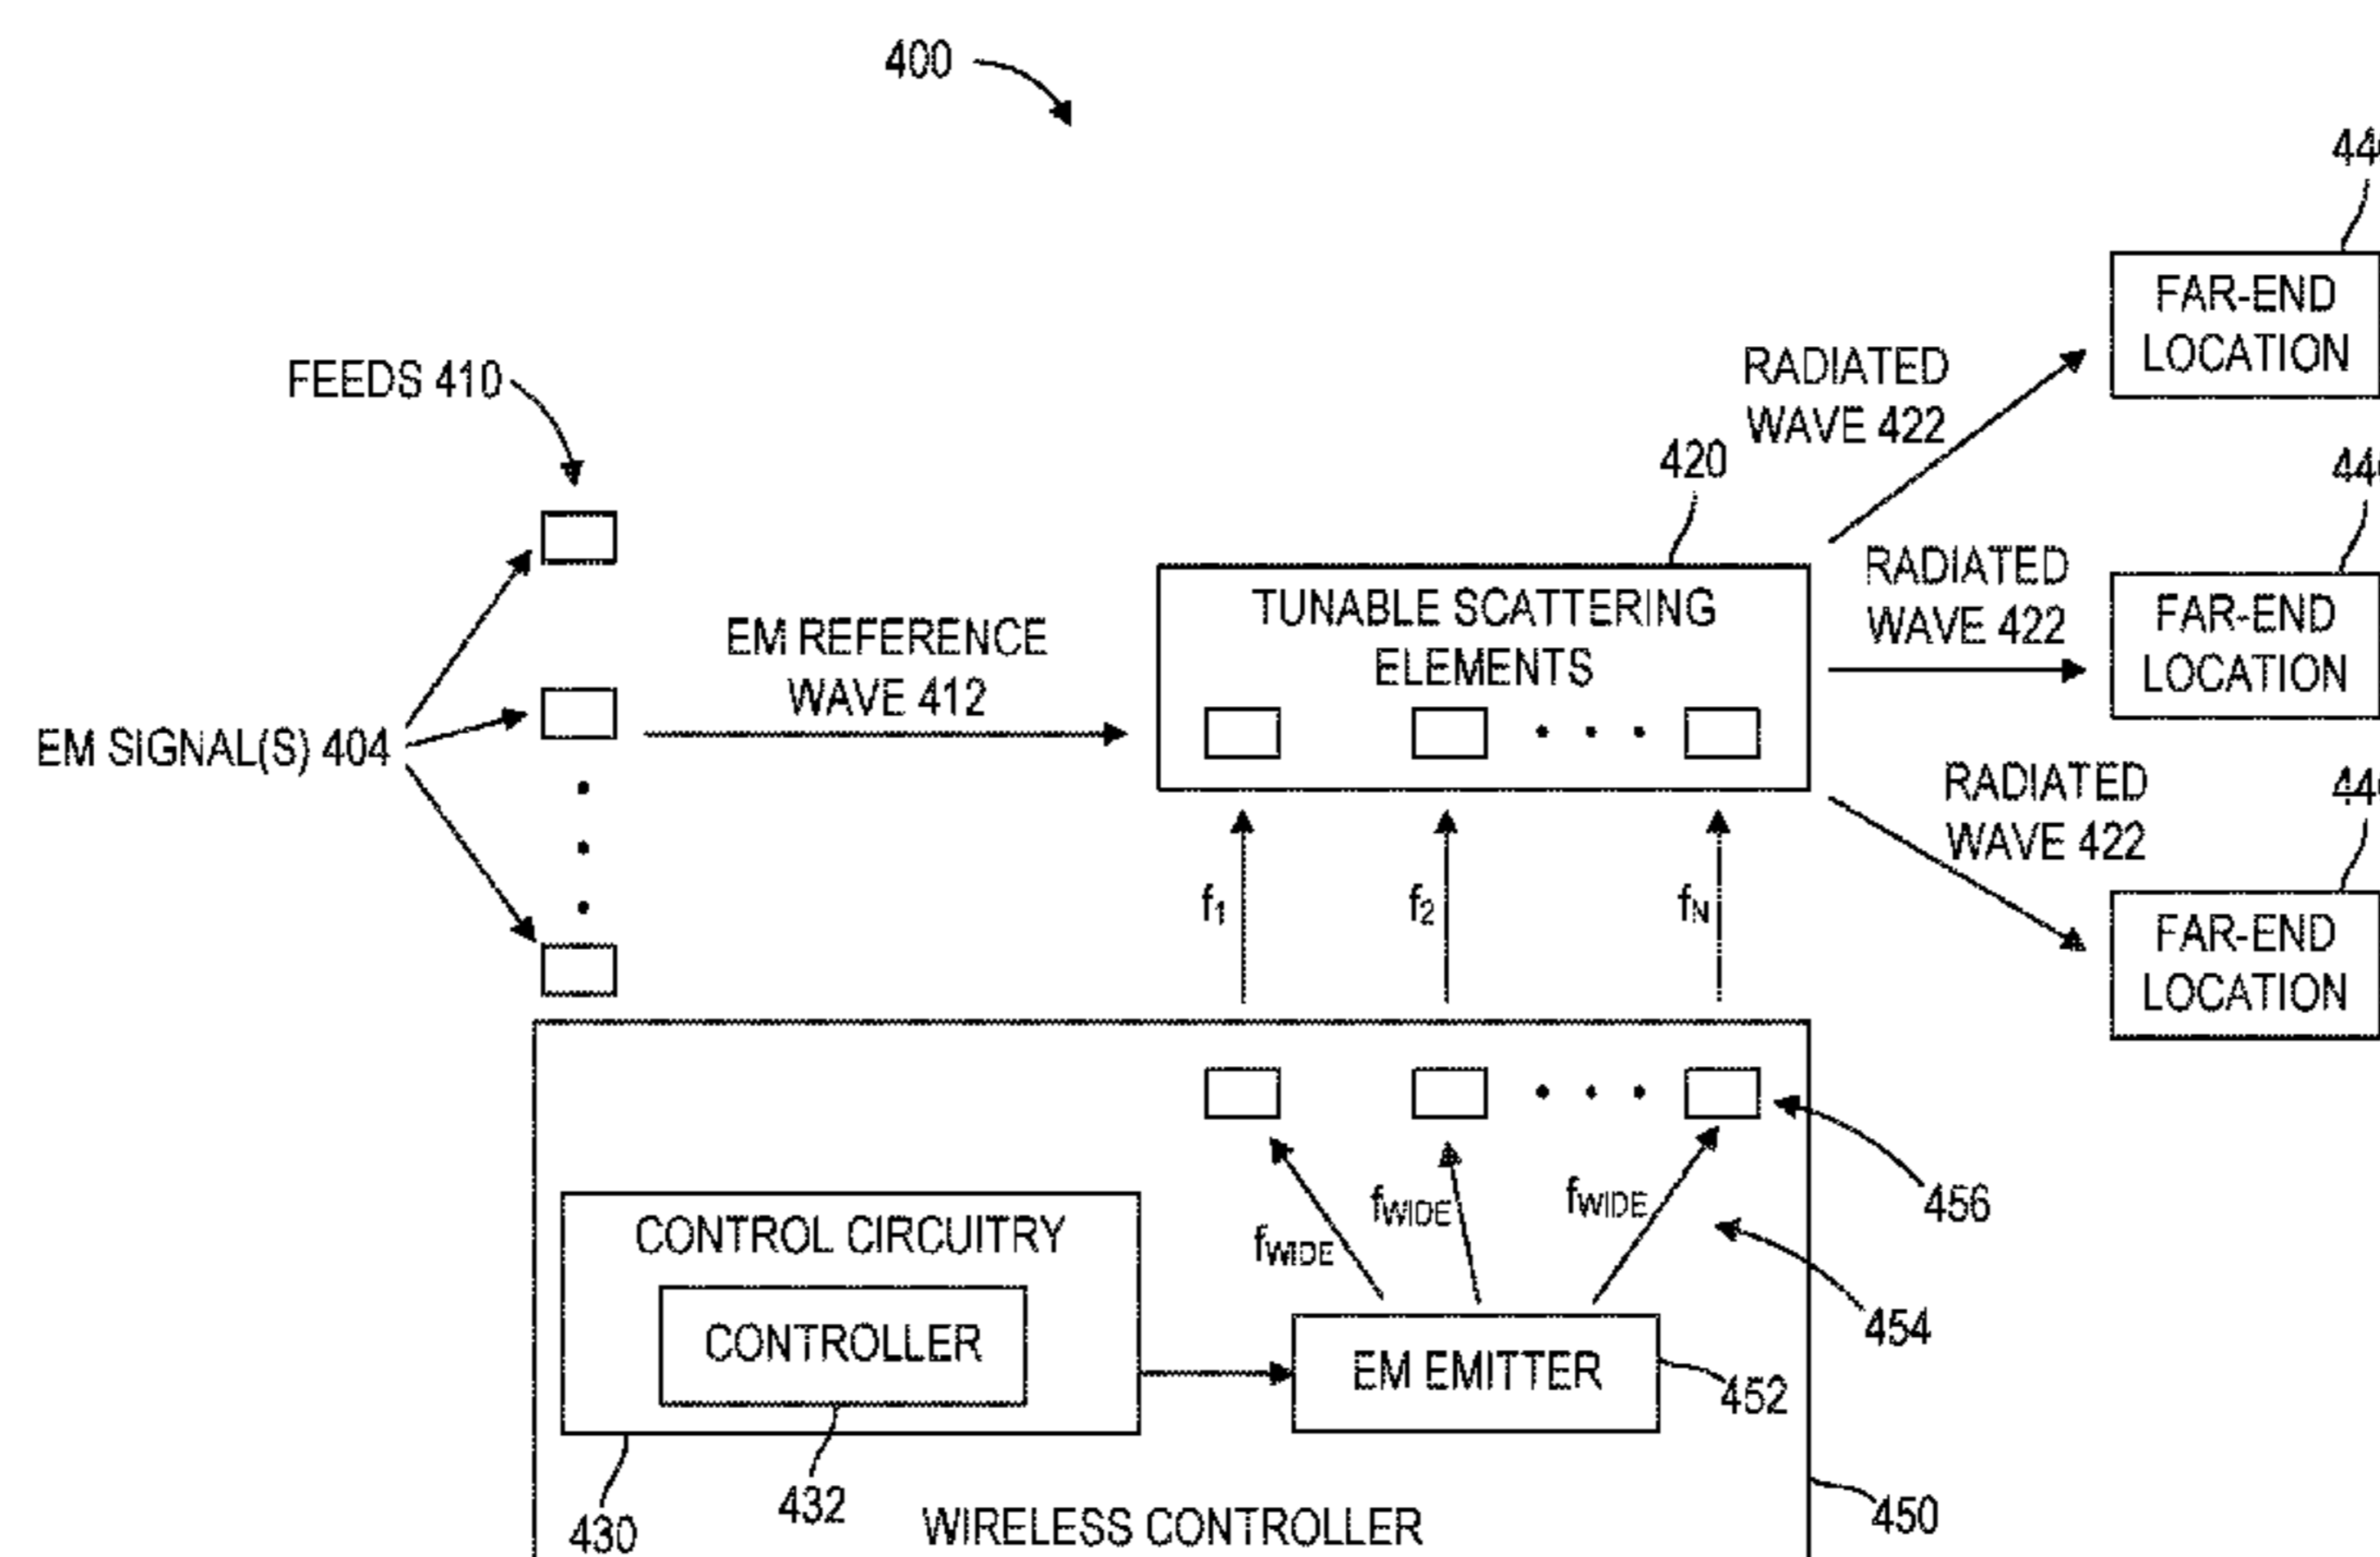 400
FEEDS 410
EM SIGNAL(S) 404
EM REFERENCE
WAVE 412
420
TUNABLE SCATTERING
ELEMENTS
RADIATED
WAVE 422
RADIATED
WAVE 422
RADIATED
WAVE 422
FAR-END
LOCATION
FAR-END
LOCATION
FAR-END
LOCATION
f1
f2
fN
fWIDE
fWIDE
fWIDE
456
454
CONTROL CIRCUITRY
CONTROLLER
EM EMITTER
452
432
430
WIRELESS CONTROLLER
450